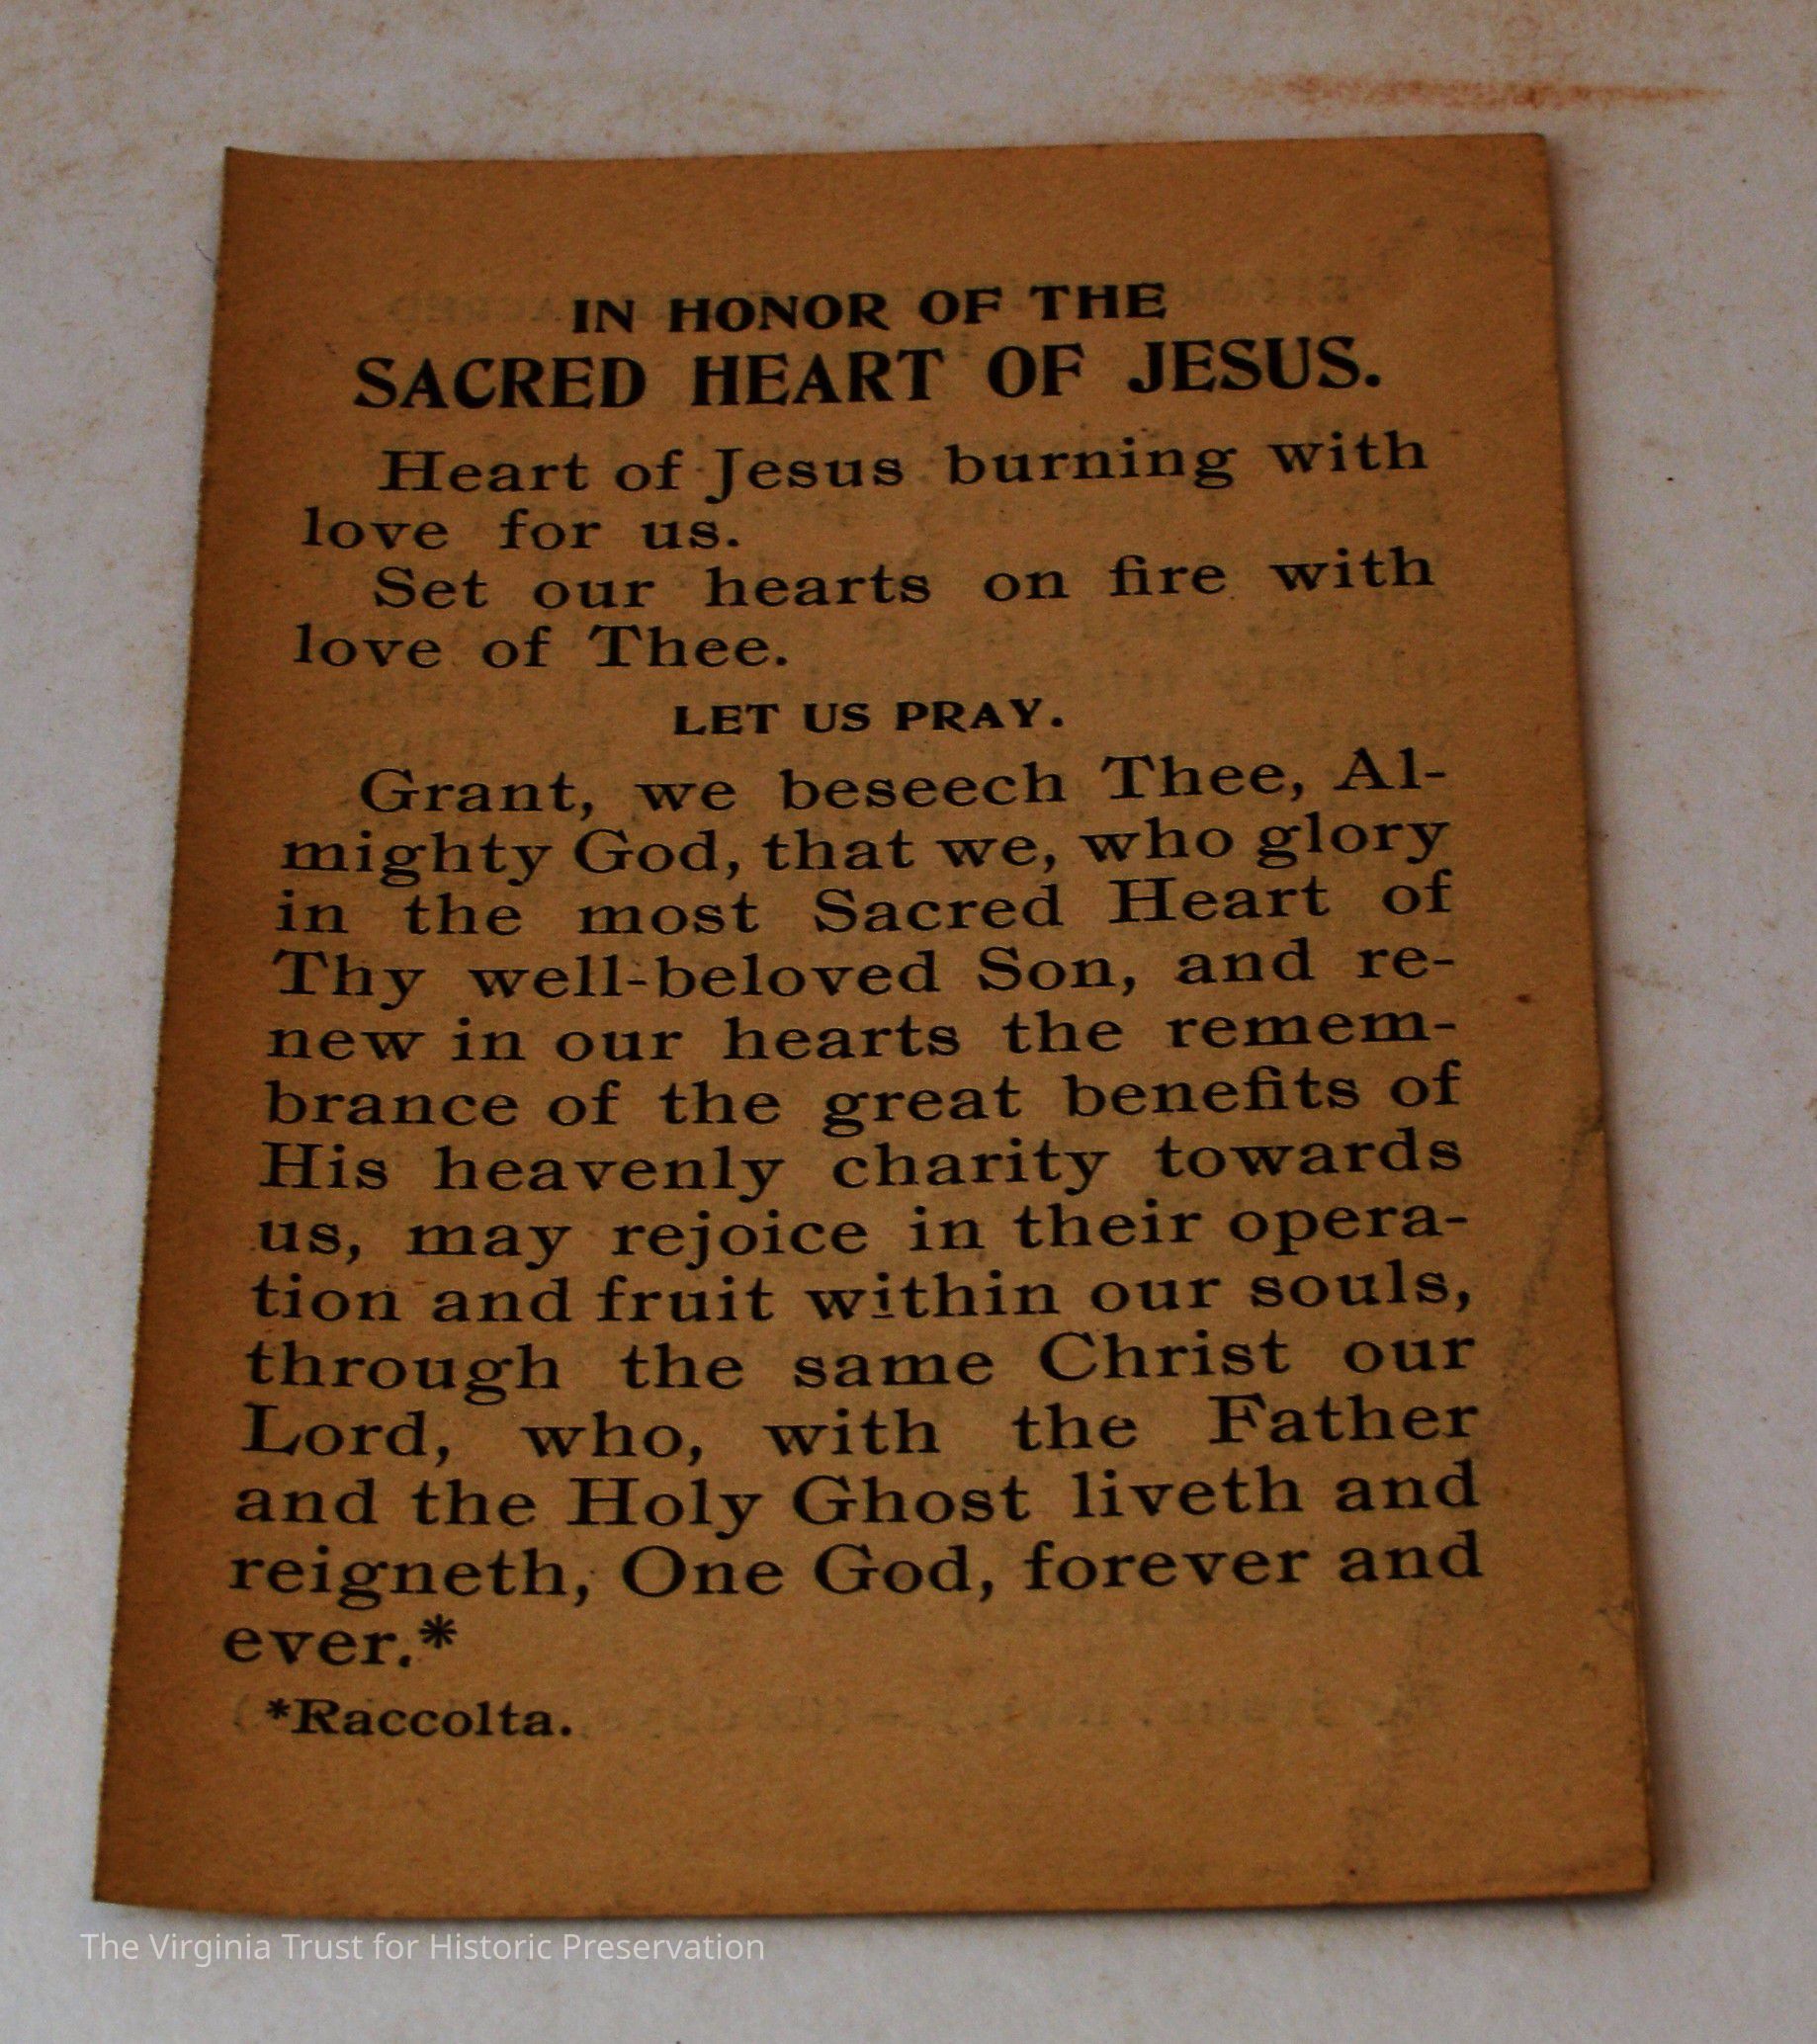 IN HONOR OF THE
SACRED HEART OF JESUS.
Heart of Jesus burning with
love for us.
Set our hearts on fire with
love of Thee.
LET US PRAY.
Grant, we beseech Thee, Al-
mighty God, that we, who glory
in the most Sacred Heart of
Thy well-beloved Son, and re-
new in our hearts the remem-
brance of the great benefits of
His heavenly charity towards
us, may rejoice in their opera-
tion and fruit within our souls,
through the same Christ our
Lord, who, with the Father
and the Holy Ghost liveth and
reigneth, One God, forever and
ever.*
*Raccolta.
The Virginia Trust for Historic Preservation